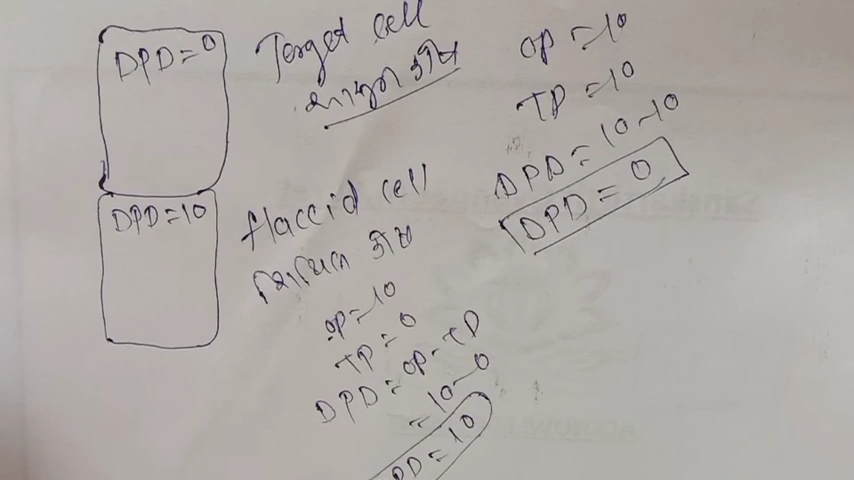 DPD=0
Target cell
DPD=10
flaccid cell
OP=10
TP=0
DPD=OP-TP
=10-0
PD=10
OP=10
TP=10
DPD=10-10
DPD=0